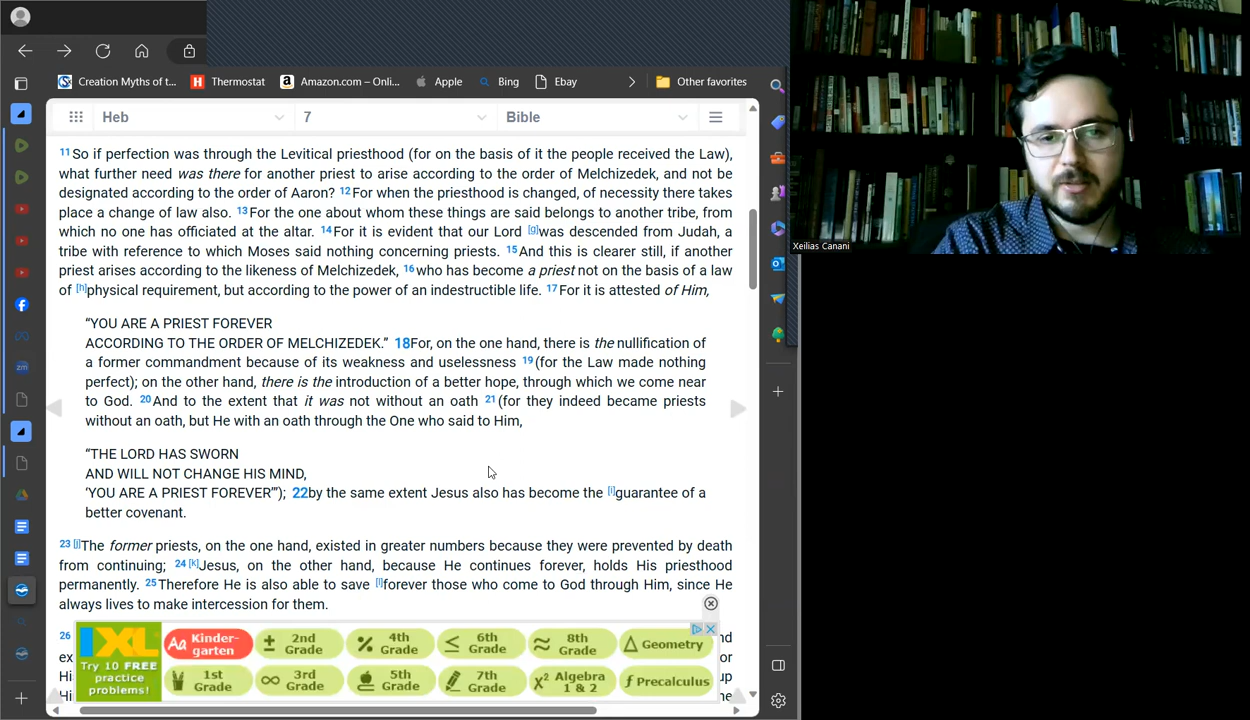 Creation Myths of t...
Thermostat
Amazon.com – Onli...
Apple
Bing
Ebay
Other favorites
Heb
7
Bible
11 So if perfection was through the Levitical priesthood (for on the basis of it the people received the Law),
what further need was there for another priest to arise according to the order of Melchizedek, and not be
designated according to the order of Aaron? 12 For when the priesthood is changed, of necessity there takes
place a change of law also. 13 For the one about whom these things are said belongs to another tribe, from
which no one has officiated at the altar. 14 For it is evident that our Lord [g]was descended from Judah, a
tribe with reference to which Moses said nothing concerning priests. 15 And this is clearer still, if another
priest arises according to the likeness of Melchizedek, 16 who has become a priest not on the basis of a law
of [h]physical requirement, but according to the power of an indestructible life. 17 For it is attested of Him,
“YOU ARE A PRIEST FOREVER
ACCORDING TO THE ORDER OF MELCHIZEDEK.” 18For, on the one hand, there is the nullification of
a former commandment because of its weakness and uselessness 19 (for the Law made nothing
perfect); on the other hand, there is the introduction of a better hope, through which we come near
to God. 20 And to the extent that it was not without an oath 21 (for they indeed became priests
without an oath, but He with an oath through the One who said to Him,
“THE LORD HAS SWORN
AND WILL NOT CHANGE HIS MIND,
‘YOU ARE A PRIEST FOREVER’”); 22by the same extent Jesus also has become the [i]guarantee of a
better covenant.
23 [j]The former priests, on the one hand, existed in greater numbers because they were prevented by death
from continuing; 24 [k]Jesus, on the other hand, because He continues forever, holds His priesthood
permanently. 25 Therefore He is also able to save [l]forever those who come to God through Him, since He
always lives to make intercession for them.
26
IXL
Try 10 FREE
practice
problems!
Aa Kinder-
garten
2nd
Grade
4th
Grade
6th
Grade
8th
Grade
Geometry
1st
Grade
3rd
Grade
5th
Grade
7th
Grade
Algebra
1 & 2
Precalculus
Xeilias Canani